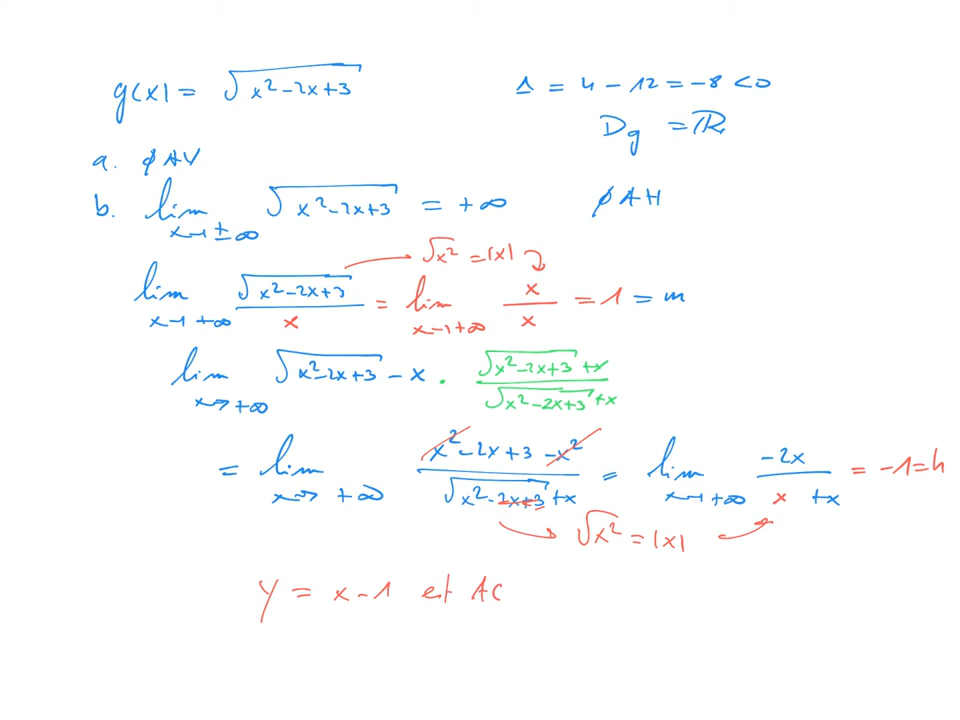 g(x) = √(x²-2x+3)    Δ = 4 - 12 = -8 < 0
Dg = ℝ
a. ∅ AV
b. lim x→±∞ √(x²-2x+3) = +∞    ∅ AH
√x² = |x|
lim x→+∞ √(x²-2x+3) / x = lim x→+∞ x / x = 1 = m
lim x→+∞ √(x²-2x+3) - x · (√(x²-2x+3) + x) / (√(x²-2x+3) + x)
= lim x→+∞ (x² - 2x + 3 - x²) / (√(x²-2x+3) + x) = lim x→+∞ -2x / (x + x) = -1 = h
√x² = |x|
y = x - 1 et AO